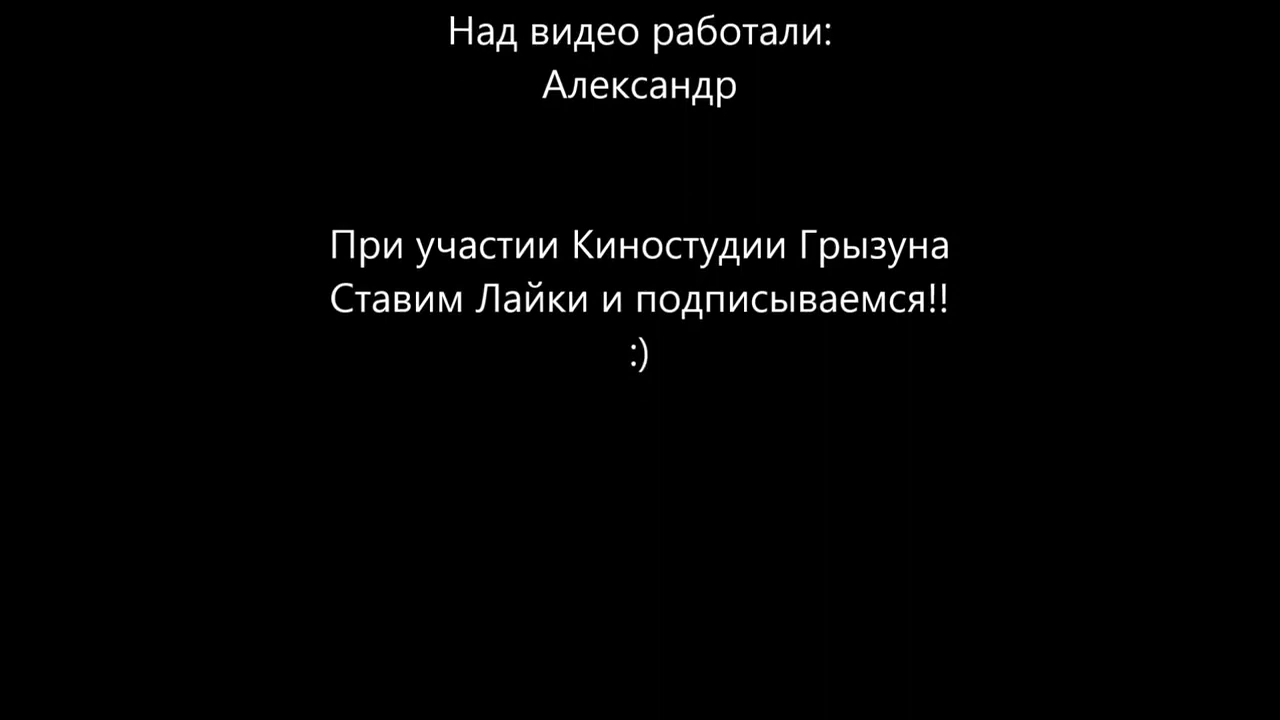 Над видео работали:
Александр
При участии Киностудии Грызуна
Ставим Лайки и подписываемся!!
:)